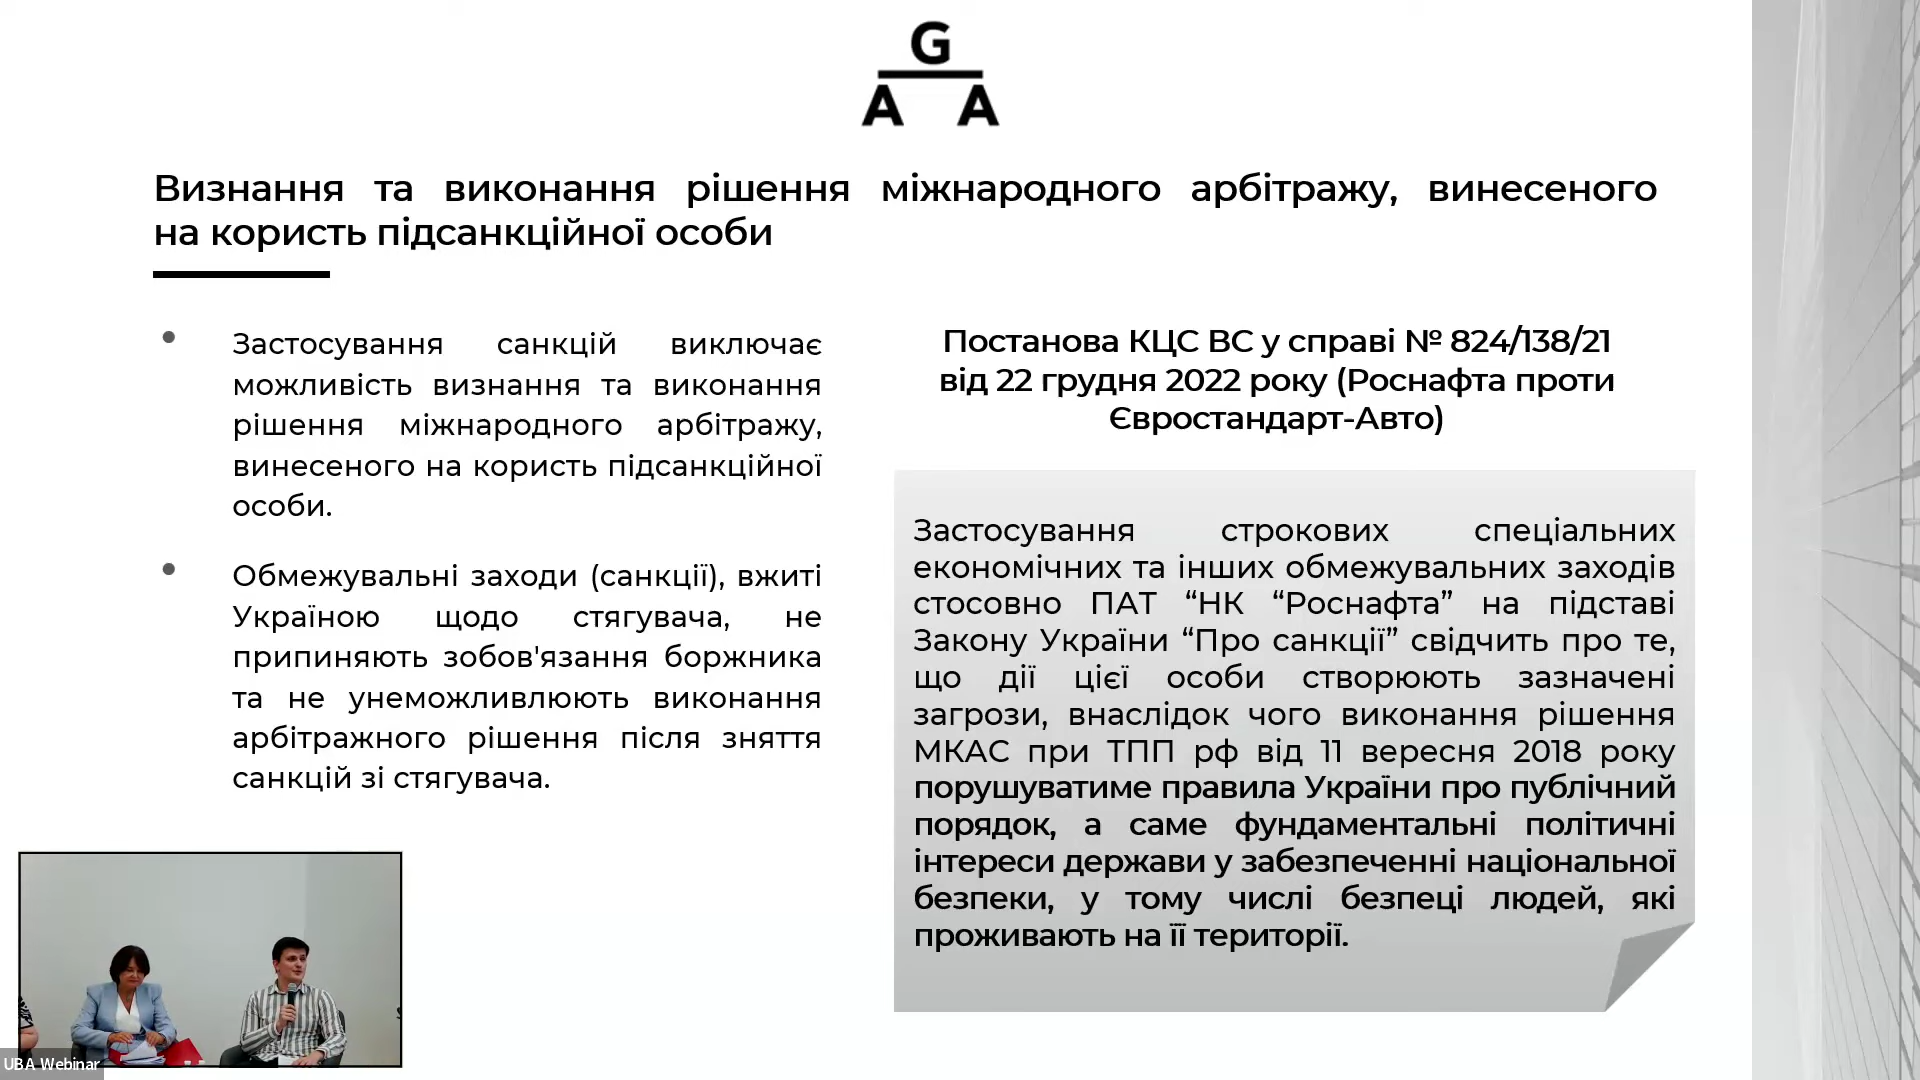 G
A A
Визнання та виконання рішення міжнародного арбітражу, винесеного
на користь підсанкційної особи
Застосування санкцій виключає
можливість визнання та виконання
рішення міжнародного арбітражу,
винесеного на користь підсанкційної
особи.
Обмежувальні заходи (санкції), вжиті
Україною щодо стягувача, не
припиняють зобов'язання боржника
та не унеможливлюють виконання
арбітражного рішення після зняття
санкцій зі стягувача.
Постанова КЦС ВС у справі № 824/138/21
від 22 грудня 2022 року (Роснафта проти
Євростандарт-Авто)
Застосування строкових спеціальних
економічних та інших обмежувальних заходів
стосовно ПАТ “НК “Роснафта” на підставі
Закону України “Про санкції” свідчить про те,
що дії цієї особи створюють зазначені
загрози, внаслідок чого виконання рішення
МКАС при ТПП рф від 11 вересня 2018 року
порушуватиме правила України про публічний
порядок, а саме фундаментальні політичні
інтереси держави у забезпеченні національної
безпеки, у тому числі безпеці людей, які
проживають на її території.
UBA Webinar